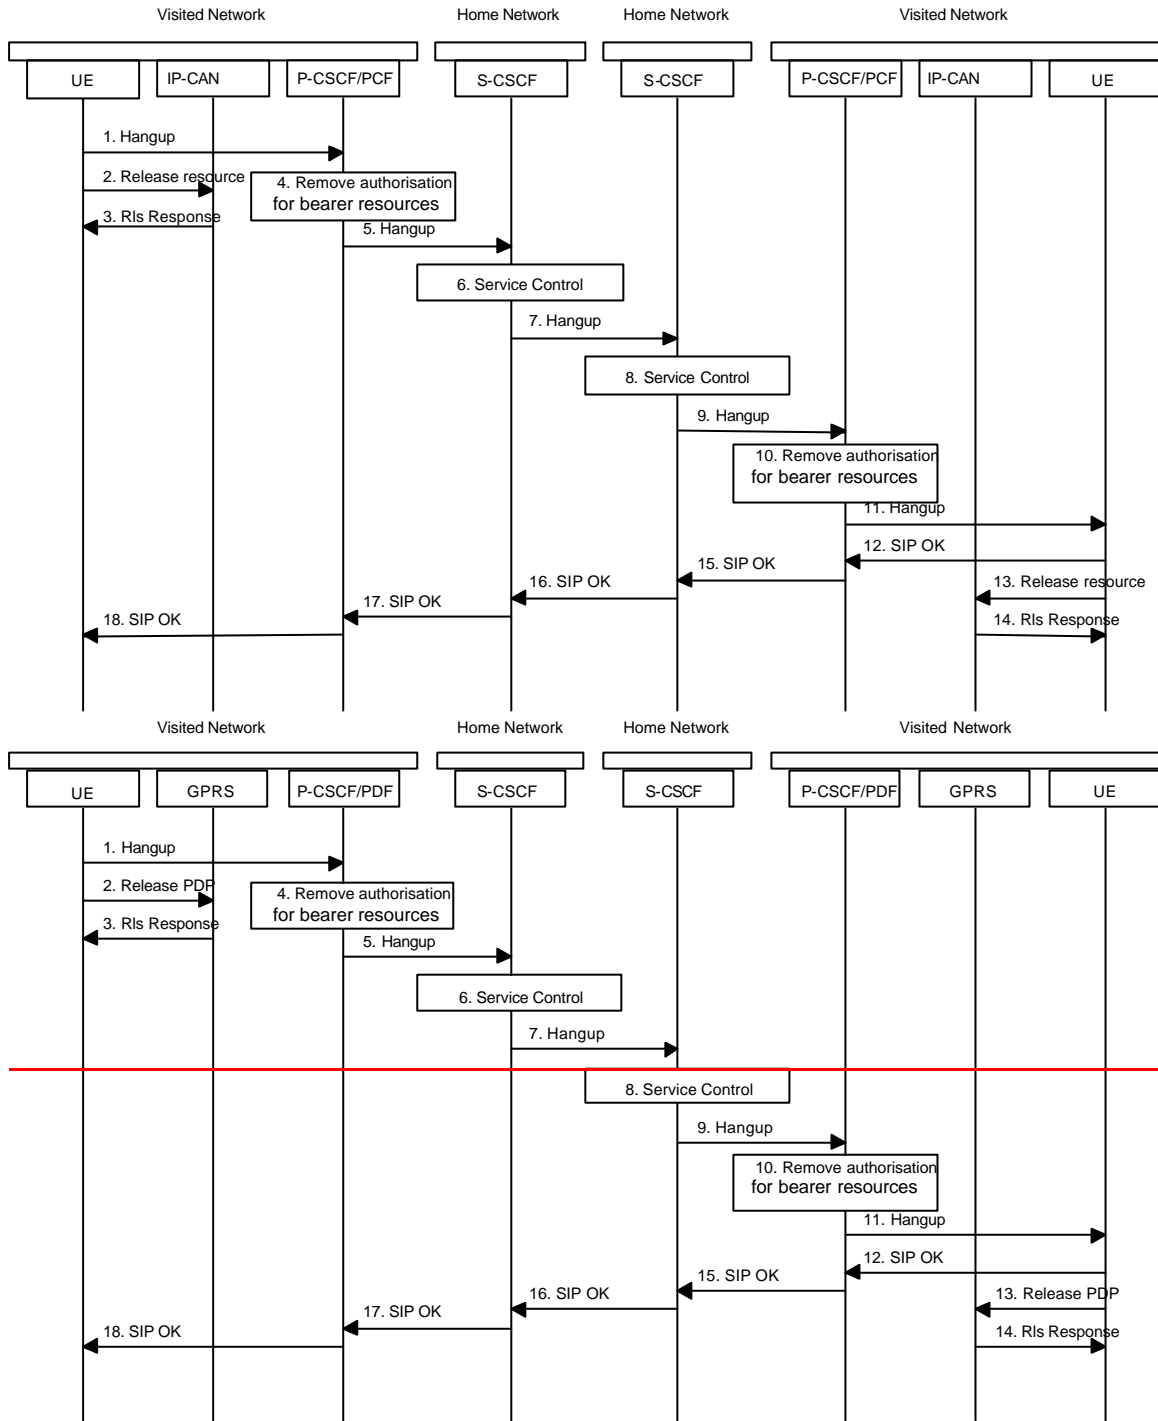 Visited Network Home Network Home Network Visited Network
UE IP-CAN P-CSCF/PCF S-CSCF S-CSCF P-CSCF/PCF IP-CAN UE
1. Hangup
2. Release resource
4. Remove authorisation
for bearer resources
3. Rls Response
5. Hangup
6. Service Control
7. Hangup
8. Service Control
9. Hangup
10. Remove authorisation
for bearer resources
11. Hangup
12. SIP OK
15. SIP OK
16. SIP OK
13. Release resource
17. SIP OK
18. SIP OK
14. Rls Response
Visited Network Home Network Home Network Visited Network
UE GPRS P-CSCF/PDF S-CSCF S-CSCF P-CSCF/PDF GPRS UE
1. Hangup
2. Release PDP
4. Remove authorisation
for bearer resources
3. Rls Response
5. Hangup
6. Service Control
7. Hangup
8. Service Control
9. Hangup
10. Remove authorisation
for bearer resources
11. Hangup
12. SIP OK
15. SIP OK
16. SIP OK
13. Release PDP
17. SIP OK
18. SIP OK
14. Rls Response